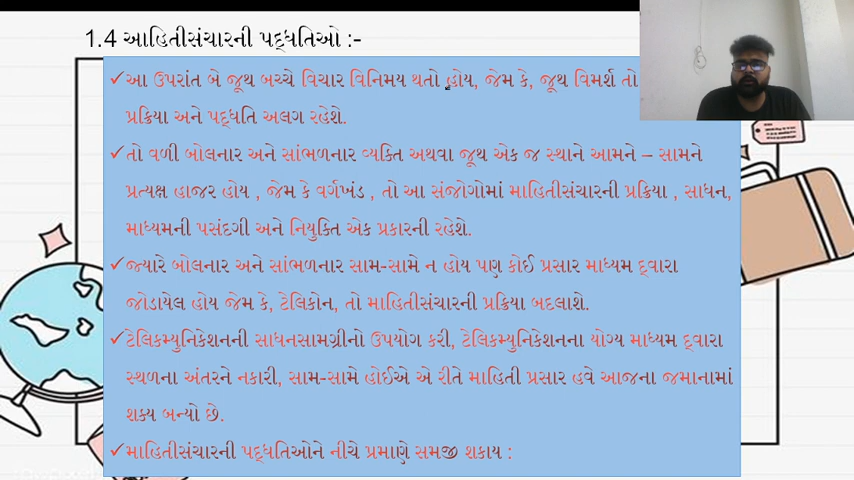 1.4 આહિતીસંચારની પદ્ધતિઓ :-
✓આ ઉપરાંત બે જૂથ બચ્ચે વિચાર વિનિમય થતો હોય, જેમ કે, જૂથ વિમર્શ તો
પ્રક્રિયા અને પદ્ધતિ અલગ રહેશે.
✓તો વળી બોલનાર અને સાંભળનાર વ્યક્તિ અથવા જૂથ એક જ સ્થાને આમને – સામને
પ્રત્યક્ષ હાજર હોય , જેમ કે વર્ગખંડ , તો આ સંજોગોમાં માહિતીસંચારની પ્રક્રિયા , સાધન,
માધ્યમની પસંદગી અને નિયુક્તિ એક પ્રકારની રહેશે.
✓જ્યારે બોલનાર અને સાંભળનાર સામ-સામે ન હોય પણ કોઈ પ્રસાર માધ્યમ દ્વારા
જોડાયેલ હોય જેમ કે, ટેલિકોન, તો માહિતીસંચારની પ્રક્રિયા બદલાશે.
✓ટેલિકમ્યુનિકેશનની સાધનસામગ્રીનો ઉપયોગ કરી, ટેલિકમ્યુનિકેશનના યોગ્ય માધ્યમ દ્વારા
સ્થળના અંતરને નકારી, સામ-સામે હોઈએ એ રીતે માહિતી પ્રસાર હવે આજના જમાનામાં
શક્ય બન્યો છે.
✓માહિતીસંચારની પદ્ધતિઓને નીચે પ્રમાણે સમજી શકાય :